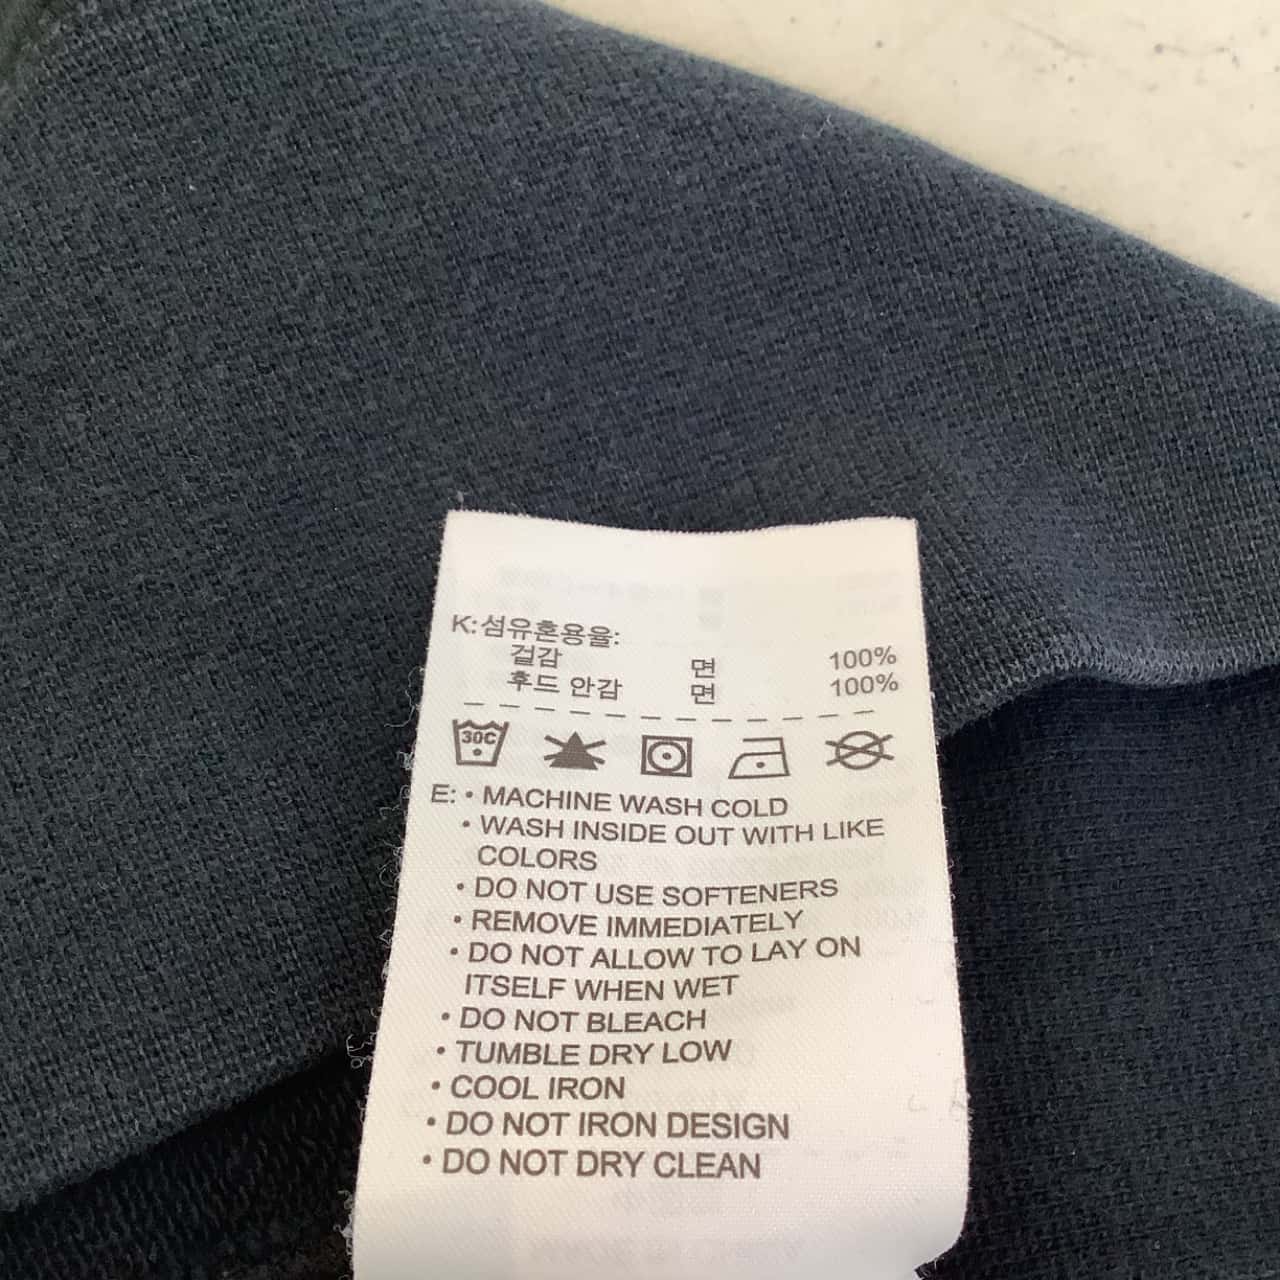 K:섬유혼용율:
겉감 면 100%
후드 안감 면 100%
30C
E: • MACHINE WASH COLD
• WASH INSIDE OUT WITH LIKE
COLORS
• DO NOT USE SOFTENERS
• REMOVE IMMEDIATELY
• DO NOT ALLOW TO LAY ON
ITSELF WHEN WET
• DO NOT BLEACH
• TUMBLE DRY LOW
• COOL IRON
• DO NOT IRON DESIGN
• DO NOT DRY CLEAN